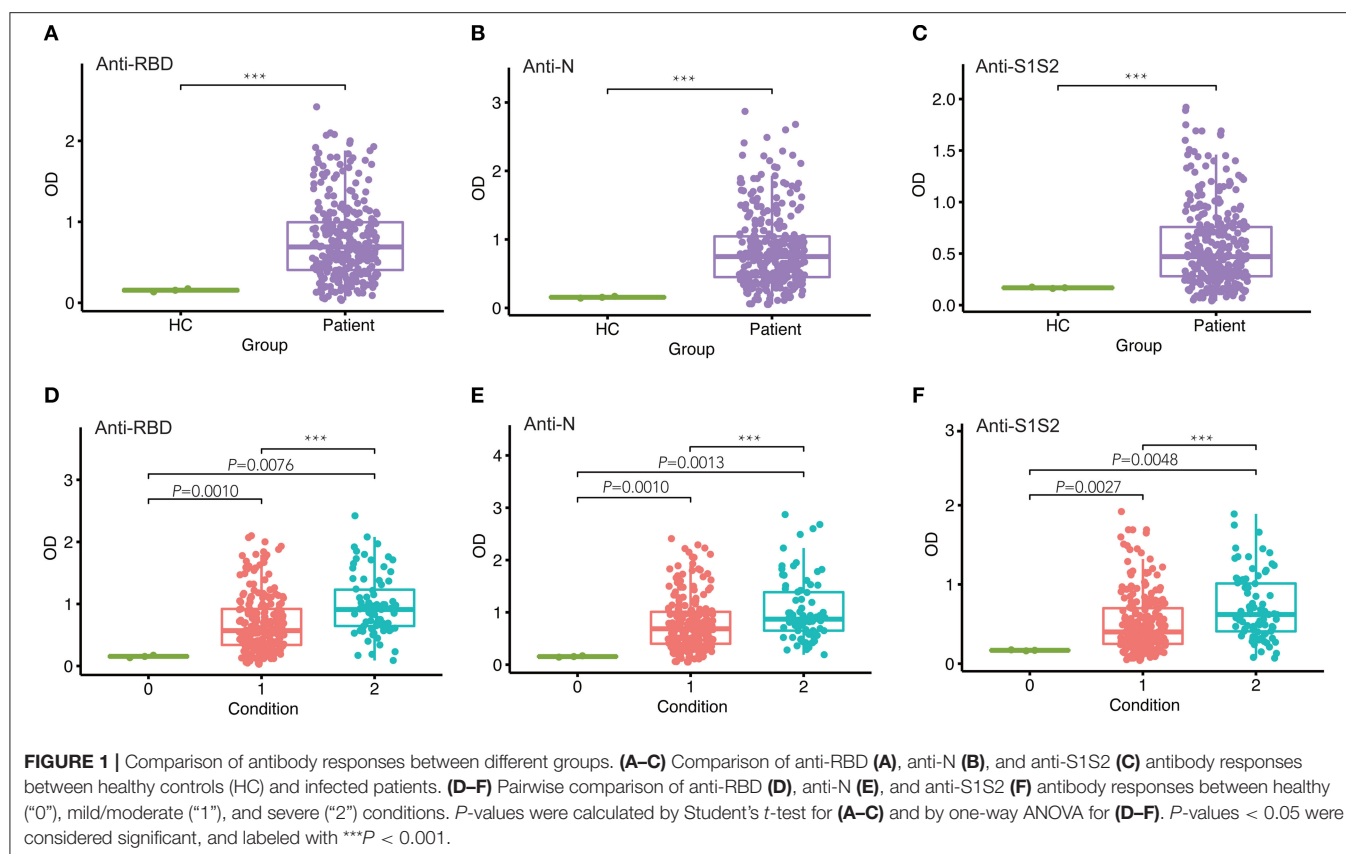 A
Anti-RBD
***
2
1
0
OD
HC
Patient
Group
B
Anti-N
***
3
2
1
0
OD
HC
Patient
Group
C
Anti-S1S2
***
2.0
1.5
1.0
0.5
0.0
OD
HC
Patient
Group
D
Anti-RBD
***
P=0.0076
P=0.0010
3
2
1
0
OD
0
1
2
Condition
E
Anti-N
***
P=0.0013
P=0.0010
4
3
2
1
0
OD
0
1
2
Condition
F
Anti-S1S2
***
P=0.0048
P=0.0027
3
2
1
0
OD
0
1
2
Condition
FIGURE 1 | Comparison of antibody responses between different groups. (A–C) Comparison of anti-RBD (A), anti-N (B), and anti-S1S2 (C) antibody responses
between healthy controls (HC) and infected patients. (D–F) Pairwise comparison of anti-RBD (D), anti-N (E), and anti-S1S2 (F) antibody responses between healthy
(“0”), mild/moderate (“1”), and severe (“2”) conditions. P-values were calculated by Student’s t-test for (A–C) and by one-way ANOVA for (D–F). P-values < 0.05 were
considered significant, and labeled with ***P < 0.001.